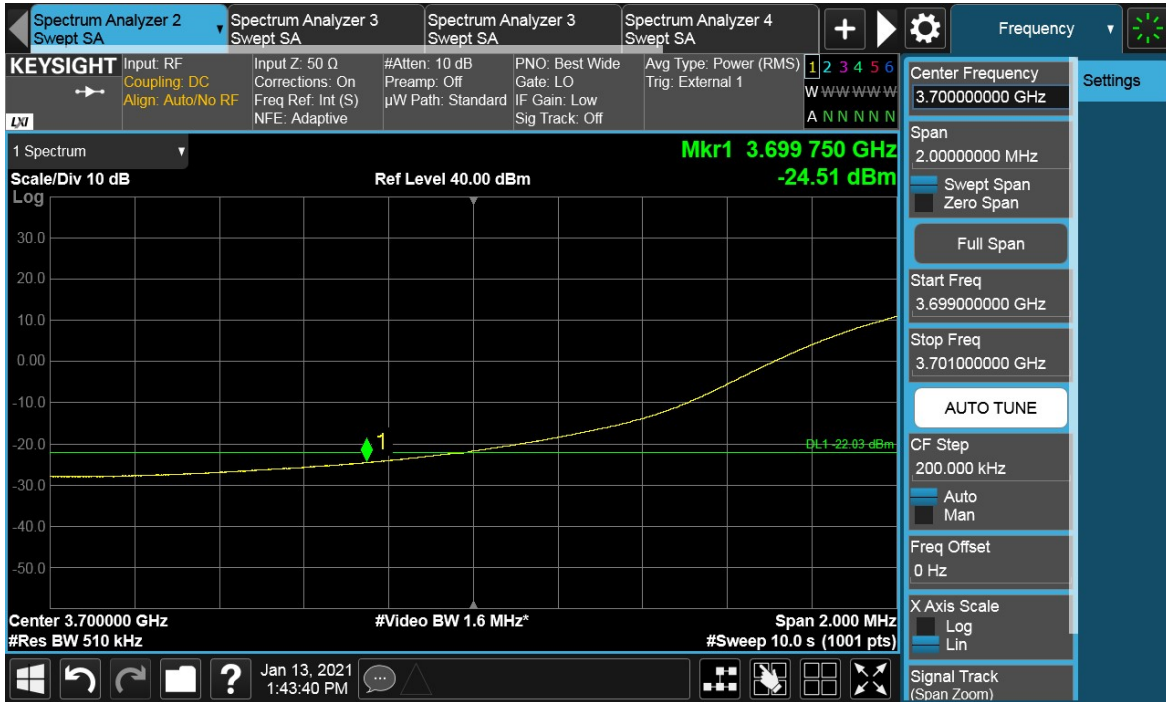 Spectrum Analyzer 2
Swept SA
Spectrum Analyzer 3
Swept SA
Spectrum Analyzer 3
Swept SA
Spectrum Analyzer 4
Swept SA
+
Frequency
KEYSIGHT
LXI
Input: RF
Coupling: DC
Align: Auto/No RF
Input Z: 50 Ω
Corrections: On
Freq Ref: Int (S)
NFE: Adaptive
#Atten: 10 dB
Preamp: Off
µW Path: Standard
PNO: Best Wide
Gate: LO
IF Gain: Low
Sig Track: Off
Avg Type: Power (RMS)
Trig: External 1
1 2 3 4 5 6
W W W W W W
A N N N N N
1 Spectrum
Scale/Div 10 dB
Ref Level 40.00 dBm
Mkr1 3.699 750 GHz
-24.51 dBm
Log
30.0
20.0
10.0
0.00
-10.0
-20.0
-30.0
-40.0
-50.0
1
DL1 -22.03 dBm
Center 3.700000 GHz
#Res BW 510 kHz
#Video BW 1.6 MHz*
Span 2.000 MHz
#Sweep 10.0 s (1001 pts)
?
Jan 13, 2021
1:43:40 PM
Center Frequency
3.700000000 GHz
Settings
Span
2.00000000 MHz
Swept Span
Zero Span
Full Span
Start Freq
3.699000000 GHz
Stop Freq
3.701000000 GHz
AUTO TUNE
CF Step
200.000 kHz
Auto
Man
Freq Offset
0 Hz
X Axis Scale
Log
Lin
Signal Track
(Span Zoom)